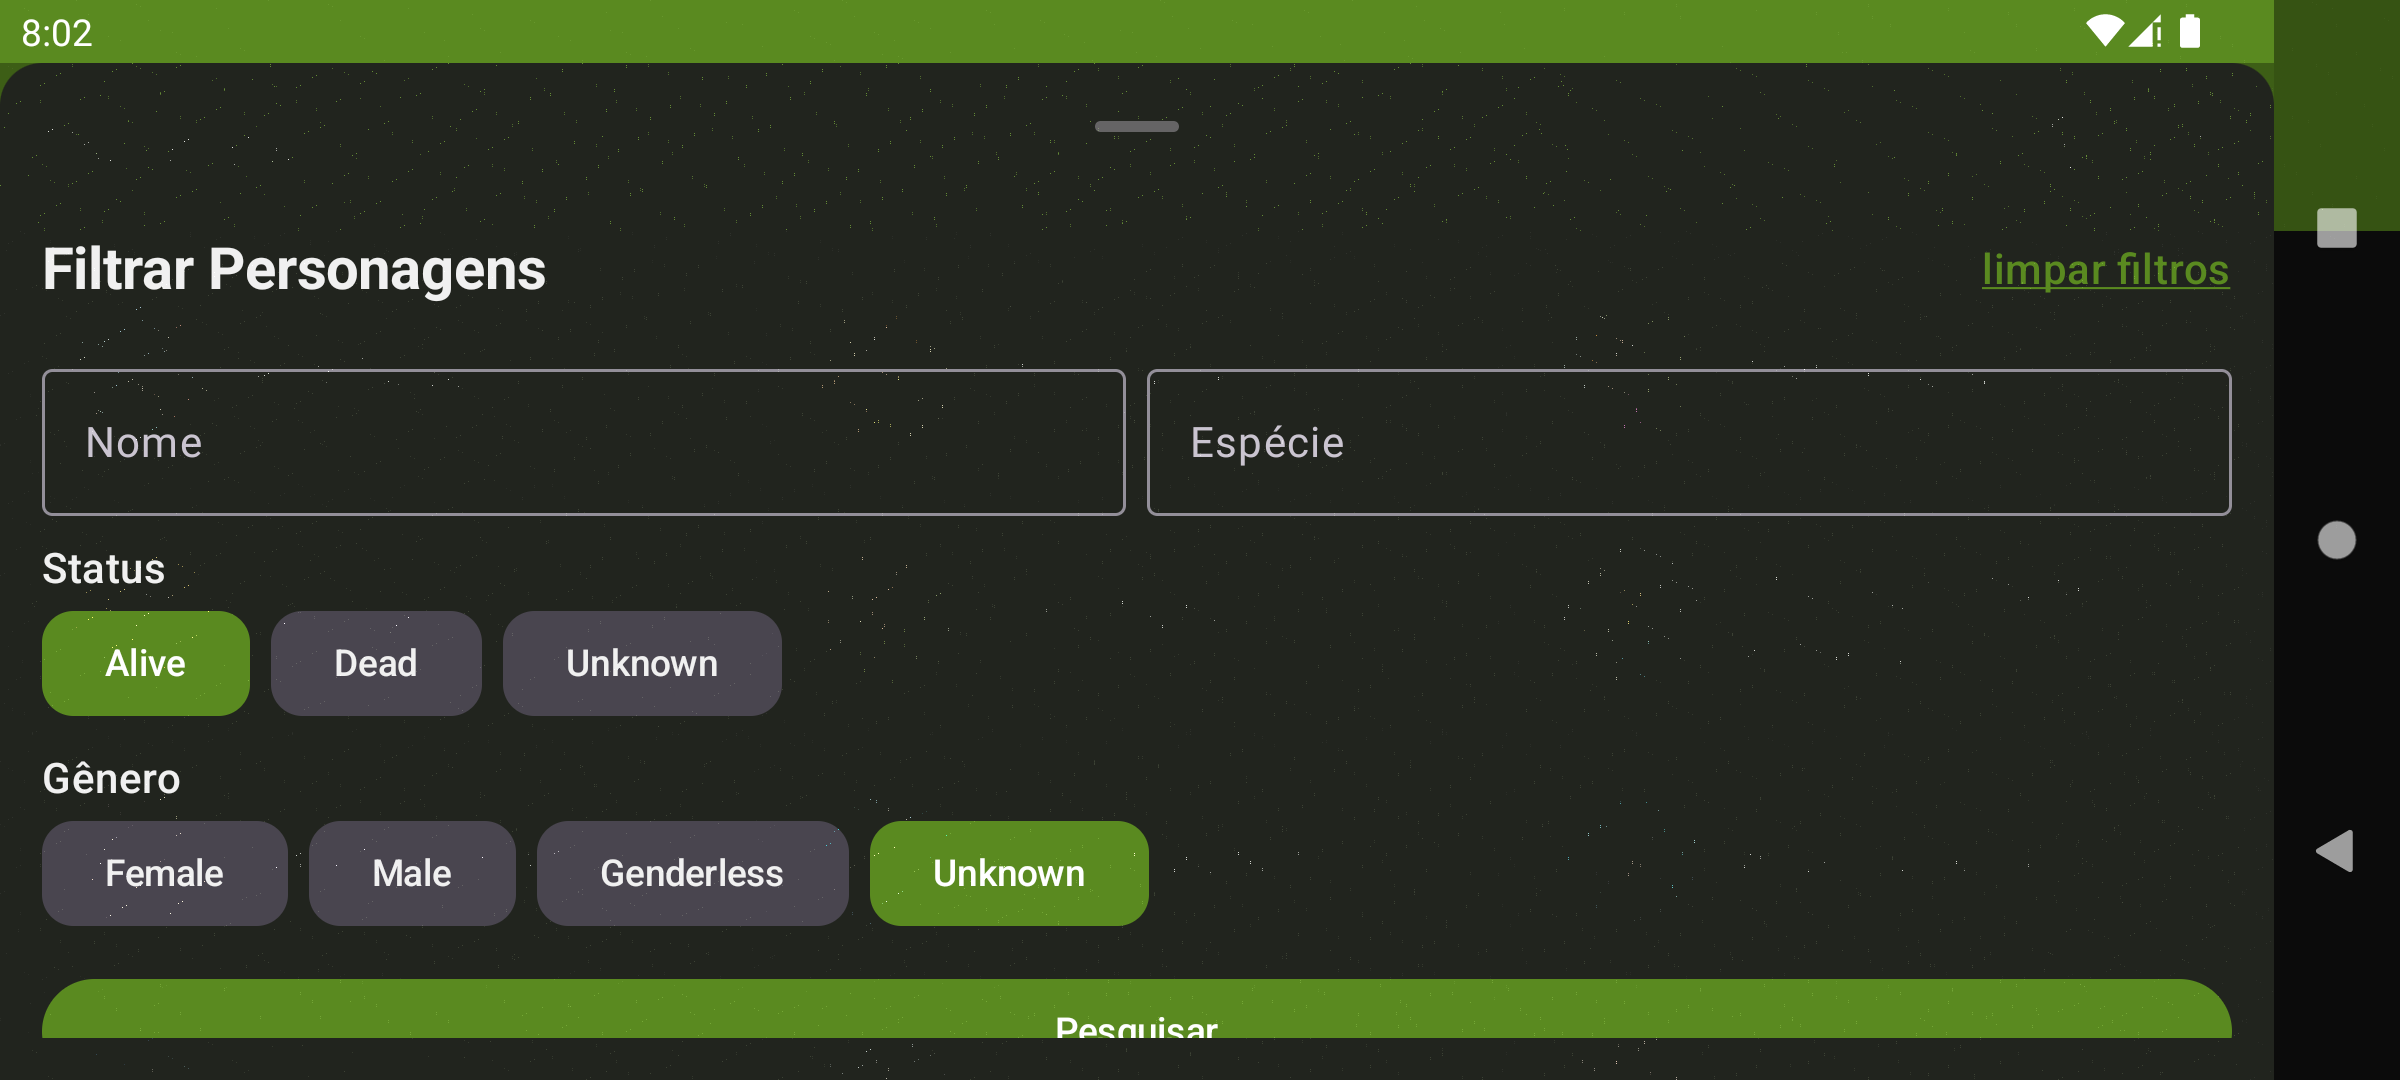 8:02
Filtrar Personagens
limpar filtros
Nome
Espécie
Status
Alive
Dead
Unknown
Gênero
Female
Male
Genderless
Unknown
Pesquisar